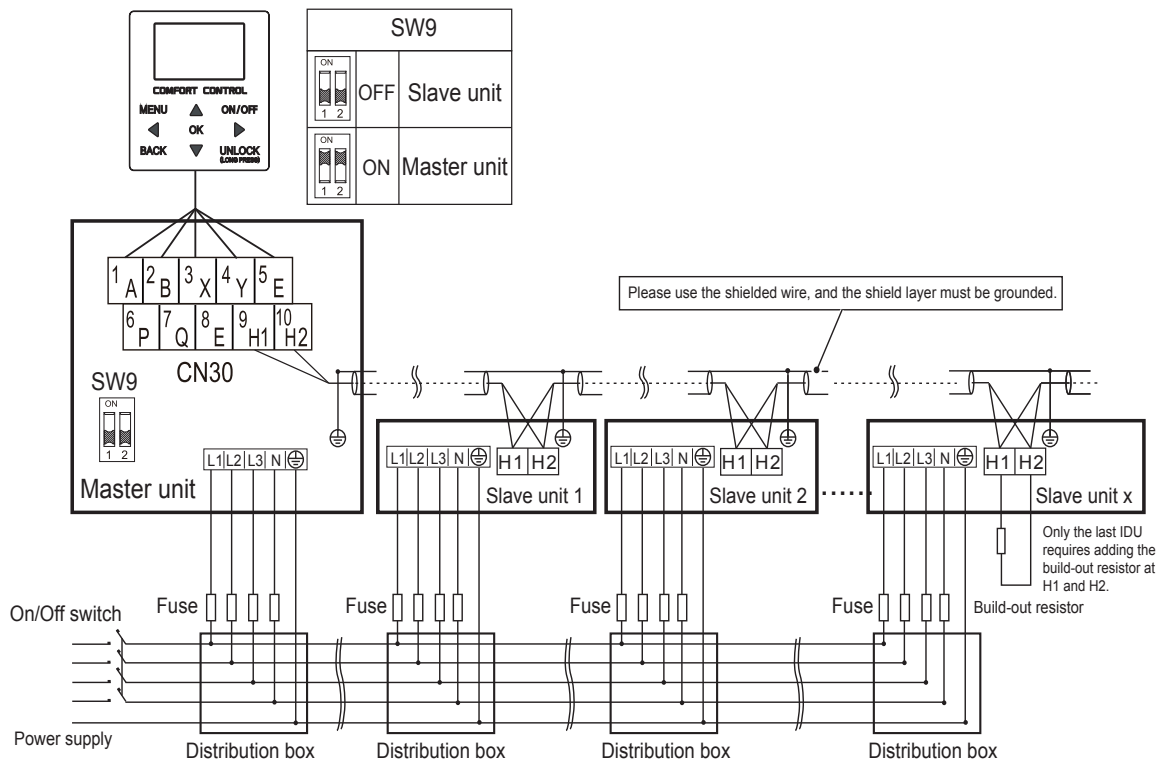 SW9
ON
1 2
OFF
Slave unit
ON
1 2
ON
Master unit
COMFORT CONTROL
MENU
ON/OFF
OK
BACK
UNLOCK
(LONG PRESS)
1 A 2 B 3 X 4 Y 5 E
6 P 7 Q 8 E 9 H1 10 H2
CN30
SW9
ON
1 2
Please use the shielded wire, and the shield layer must be grounded.
L1 L2 L3 N
Master unit
L1 L2 L3 N
H1 H2
Slave unit 1
L1 L2 L3 N
H1 H2
Slave unit 2
L1 L2 L3 N
H1 H2
Slave unit x
Only the last IDU
requires adding the
build-out resistor at
H1 and H2.
Build-out resistor
On/Off switch
Fuse
Fuse
Fuse
Fuse
Power supply
Distribution box
Distribution box
Distribution box
Distribution box